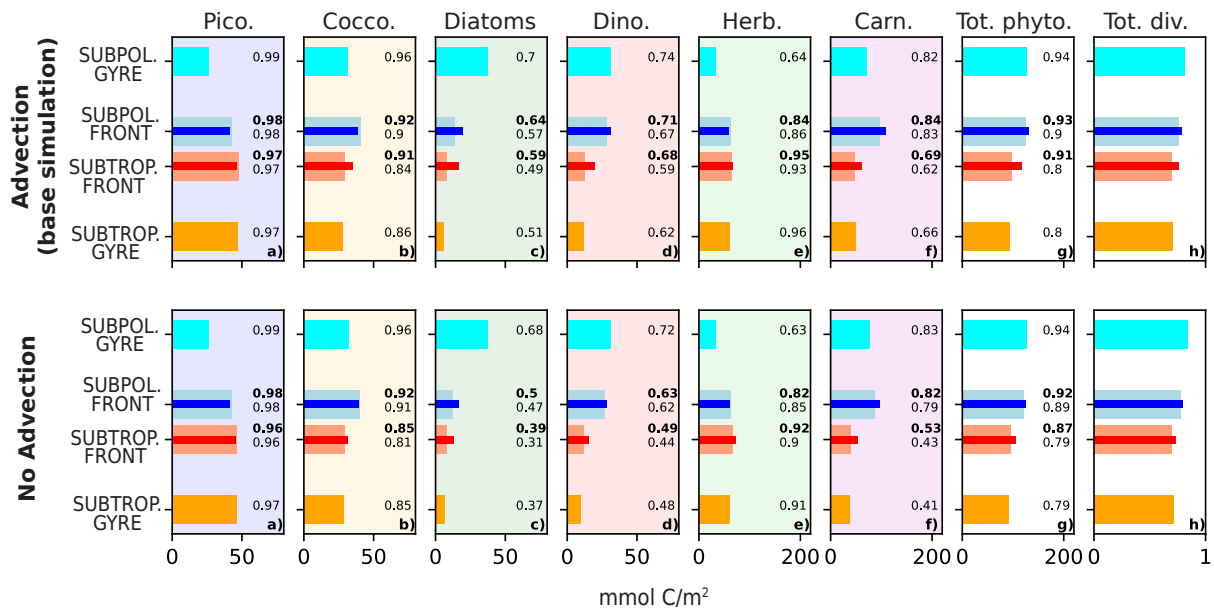 Pico. Cocco. Diatoms Dino. Herb. Carn. Tot. phyto. Tot. div.
Advection
(base simulation)
SUBPOL.
GYRE
0.99 0.96 0.7 0.74 0.64 0.82 0.94
SUBPOL.
FRONT
0.98 0.92 0.64 0.71 0.84 0.84 0.93
0.98 0.9 0.57 0.67 0.86 0.83 0.9
SUBTROP.
FRONT
0.97 0.91 0.59 0.68 0.95 0.69 0.91
0.97 0.84 0.49 0.59 0.93 0.62 0.8
SUBTROP.
GYRE
0.97 0.86 0.51 0.62 0.96 0.66 0.8
a) b) c) d) e) f) g) h)
No Advection
SUBPOL.
GYRE
0.99 0.96 0.68 0.72 0.63 0.83 0.94
SUBPOL.
FRONT
0.98 0.92 0.5 0.63 0.82 0.82 0.92
0.98 0.91 0.47 0.62 0.85 0.79 0.89
SUBTROP.
FRONT
0.96 0.85 0.39 0.49 0.92 0.53 0.87
0.96 0.81 0.31 0.44 0.9 0.43 0.79
SUBTROP.
GYRE
0.97 0.85 0.37 0.48 0.91 0.41 0.79
a) b) c) d) e) f) g) h)
0 50 0 50 0 50 0 50 0 200 0 200 0 200 0 1
mmol C/m²